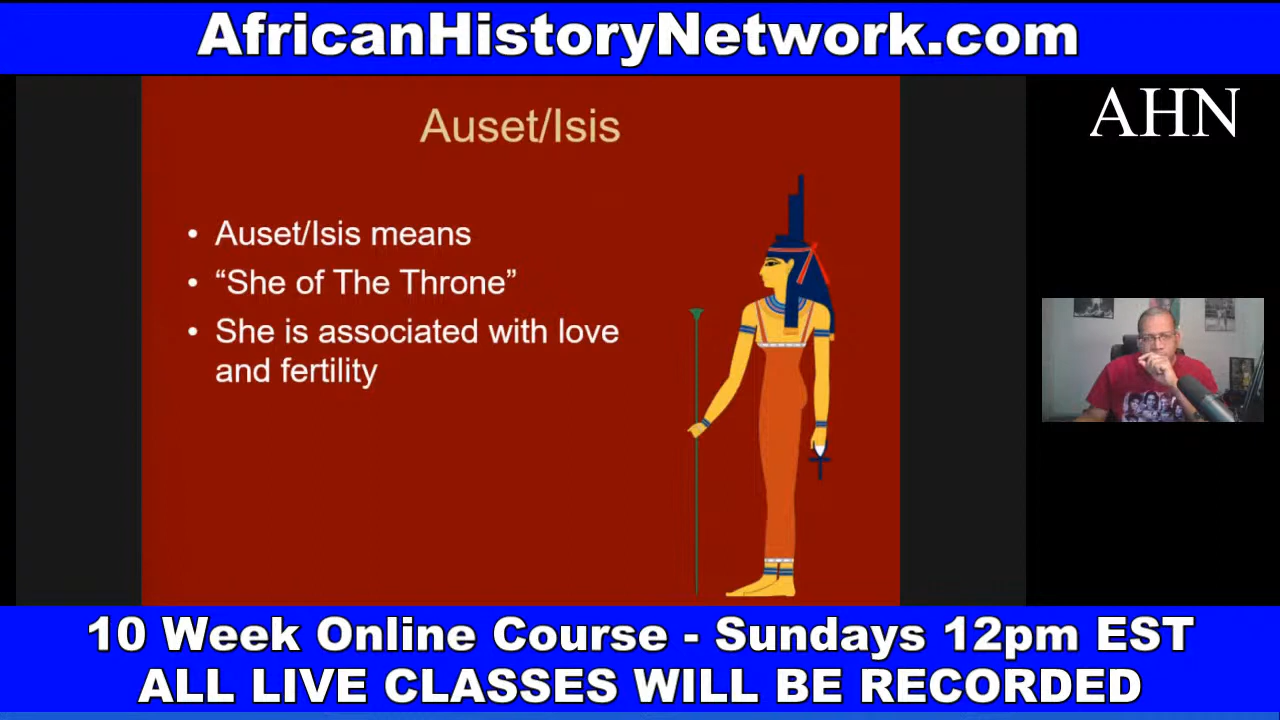 AfricanHistoryNetwork.com
AHN
Auset/Isis
• Auset/Isis means
• “She of The Throne”
• She is associated with love
and fertility
10 Week Online Course - Sundays 12pm EST
ALL LIVE CLASSES WILL BE RECORDED